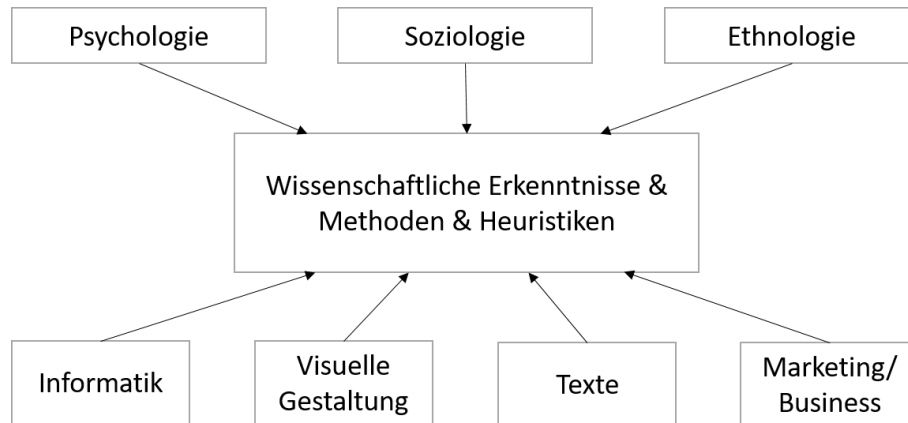 Psychologie
Soziologie
Ethnologie
Wissenschaftliche Erkenntnisse &
Methoden & Heuristiken
Informatik
Visuelle
Gestaltung
Texte
Marketing/
Business